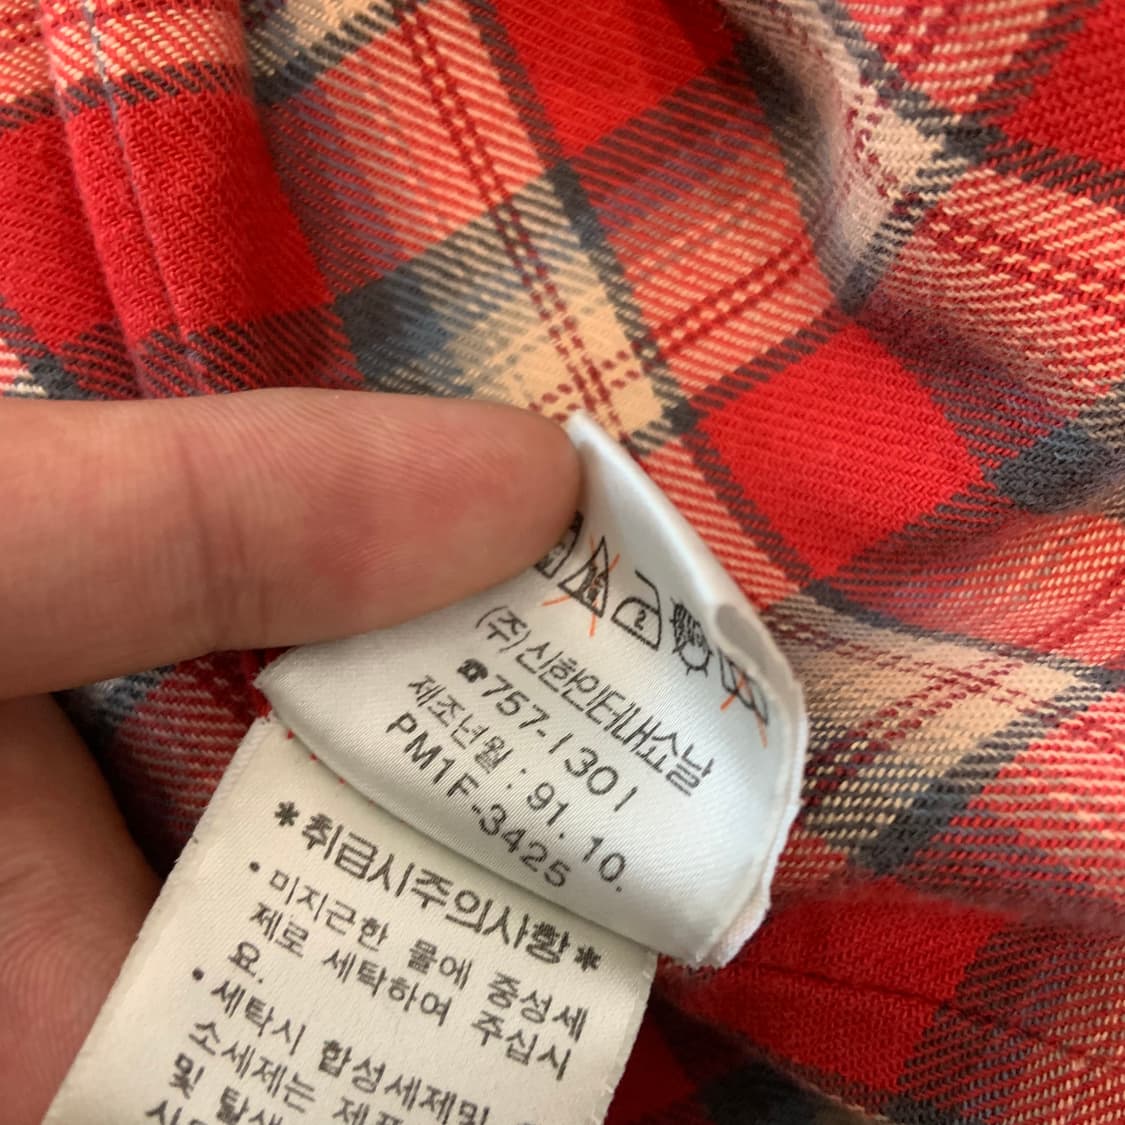 2
(주)신한인터내쇼날
☎757-1301
제조년월 · 91. 10.
PM1F-3425
*취급시주의사항*
· 미지근한 물에 중성세
제로 세탁하여 주십시
요.
· 세탁시 합성세제및
소세제는
및 탈색